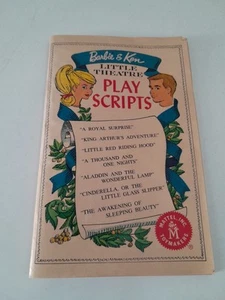 Barbie & Ken
LITTLE THEATRE
PLAY
SCRIPTS
"A ROYAL SURPRISE"
"KING ARTHUR'S ADVENTURE"
"LITTLE RED RIDING HOOD"
"A THOUSAND AND
ONE NIGHTS"
"ALADDIN AND THE
WONDERFUL LAMP"
"CINDERELLA, OR THE
LITTLE GLASS SLIPPER"
"THE AWAKENING OF
SLEEPING BEAUTY"
MATTEL, INC.
M
TOYMAKERS